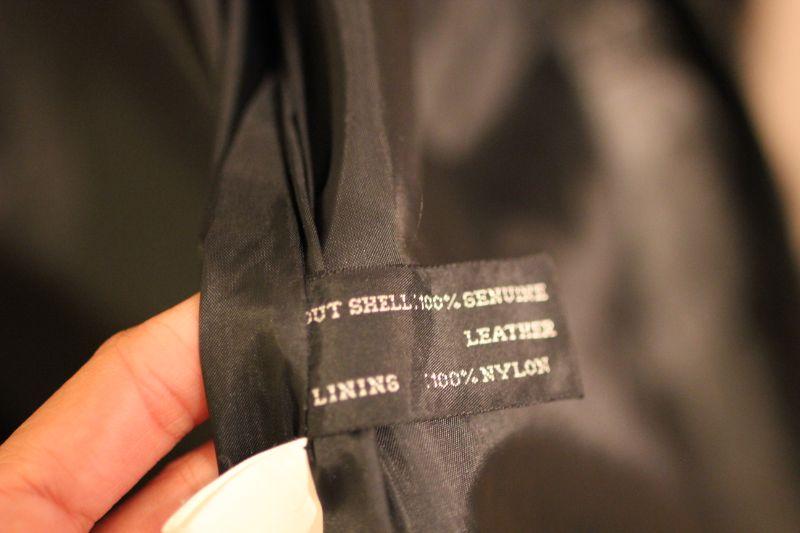 OUT SHELL:100% GENUINE
LEATHER
LINING :100% NYLON